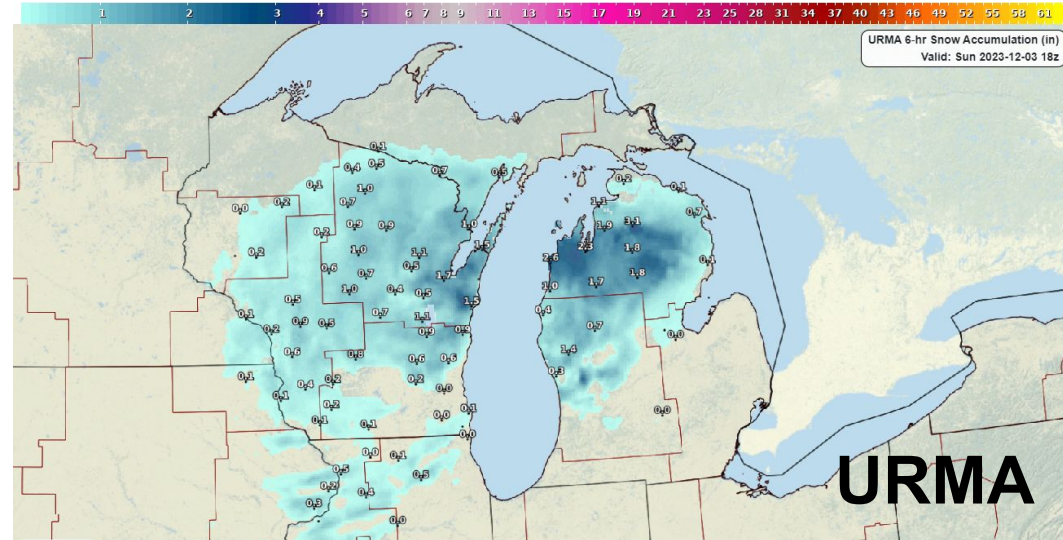 1 2 3 4 5 6 7 8 9 11 13 15 17 19 21 23 25 28 31 34 37 40 43 46 49 52 55 58 61
URMA 6-hr Snow Accumulation (in)
Valid: Sun 2023-12-03 18z
0.1
0.4 0.5 0.7 0.5 0.2
0.1 1.0 0.1
0.0 0.2 0.7 1.1 0.7
0.2 0.9 0.9 1.0 1.9 3.1
0.2 1.0 1.1 1.5 2.6 2.3 1.8 0.1
0.6 0.7 0.5 1.7 1.8
1.0 0.4 0.5 1.0 1.7
0.5 1.5 0.4
0.1 0.9 0.5 0.7 1.1 0.7
0.2 0.9 0.9 0.0
0.6 0.8 0.6 0.6 1.4
0.1 0.4 0.2 0.2 0.0 0.3
0.1 0.2 0.0 0.1 0.0
0.1 0.1 0.0
0.0 0.1
0.5 0.5
0.2 0.4
0.3 0.0
URMA